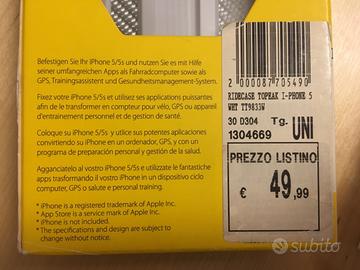 Befestigen Sie Ihr iPhone 5/5s und nutzen Sie es mit Hilfe
seiner umfangreichen Apps als Fahrradcomputer sowie als
GPS, Trainingsassistent und Gesundheitsmanagement-System.
Fixez votre iPhone 5/5s et utilisez ses applications puissantes
afin de le transformer en compteur pour vélo, GPS ou appareil
d'entrainement personnel et de gestion de santé.
Coloque su iPhone 5/5s y utilice sus potentes aplicaciones
convirtiendo su iPhone en un ordenador, GPS, y con un
programa de preparación personal y gestión de la salud.
Agganciatelo al vostro iPhone 5/5s e utilizzate le fantastiche
apps trasformando il vostro iPhone in un dispositivo ciclo
computer, GPS o salute e personal training.
* iPhone is a registered trademark of Apple Inc.
* App Store is a service mark of Apple Inc.
* iPhone is not included.
* The specifications and design are subject to
change without notice.
2 000087 705490
RIDECASE TOPEAK I-PHONE 5
WHT TT9833W
30 D304 Tg. UNI
1304669
PREZZO LISTINO
€ 49,99
subito